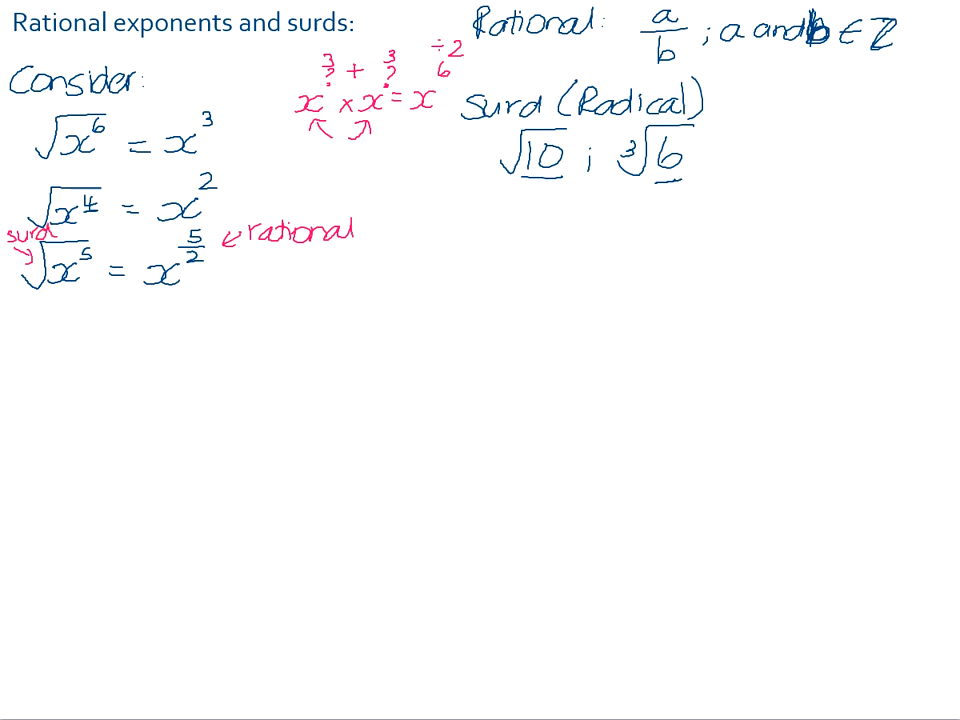 Rational exponents and surds:
Consider:
√x⁶ = x³
√x⁴ = x²
surd
√x⁵ = x^(5/2) ← rational
3 + 3 ÷2
? ? 6
x × x = x
Rational: a/b ; a and b ∈ ℤ
Surd (Radical)
√10 ; ³√6